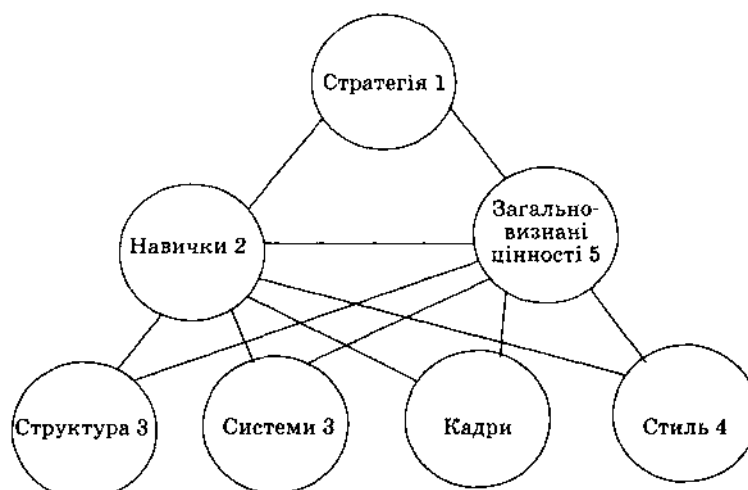 Стратегія 1
Навички 2
Загально-
визнані
цінності 5
Структура 3
Системи 3
Кадри
Стиль 4